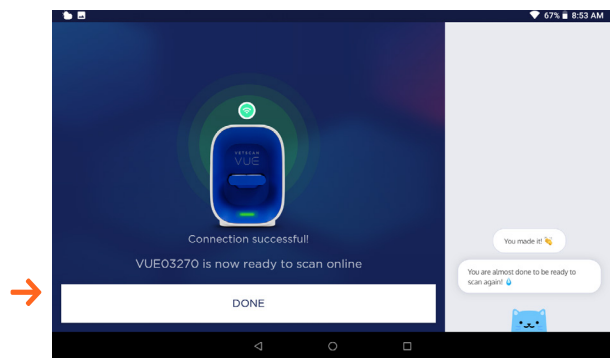 67% 8:53 AM
VETSCAN
VUE
Connection successful!
VUE03270 is now ready to scan online
DONE
You made it! 👏
You are almost done to be ready to
scan again! 💧